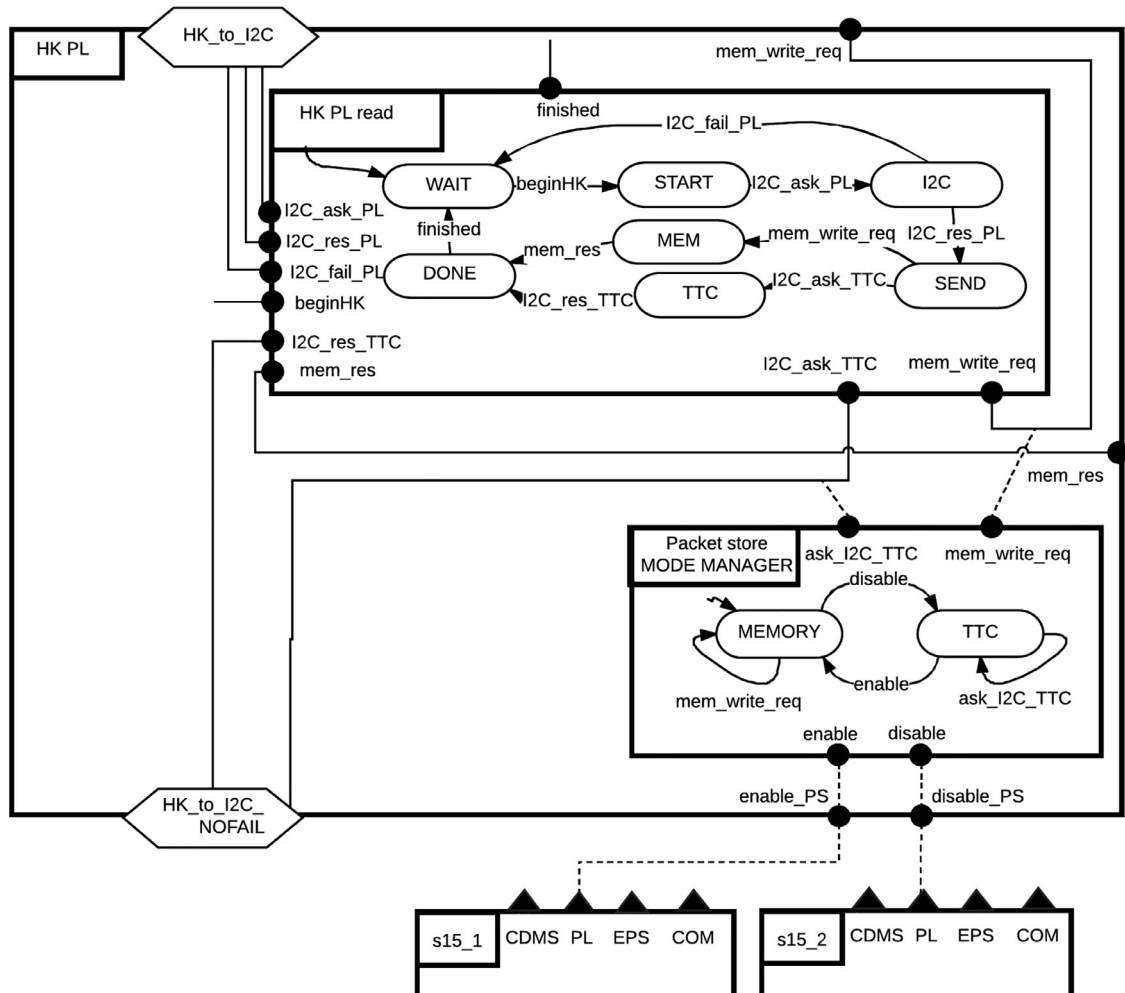 HK PL
HK_to_I2C
mem_write_req
HK PL read
finished
I2C_fail_PL
WAIT
beginHK
START
I2C_ask_PL
I2C
I2C_ask_PL
finished
mem_res
MEM
mem_write_req
I2C_res_PL
I2C_res_PL
I2C_fail_PL
DONE
I2C_res_TTC
TTC
I2C_ask_TTC
SEND
beginHK
I2C_res_TTC
mem_res
I2C_ask_TTC
mem_write_req
mem_res
Packet store
MODE MANAGER
ask_I2C_TTC
mem_write_req
disable
MEMORY
TTC
enable
mem_write_req
ask_I2C_TTC
enable
disable
enable_PS
disable_PS
HK_to_I2C_
NOFAIL
s15_1
CDMS
PL
EPS
COM
s15_2
CDMS
PL
EPS
COM